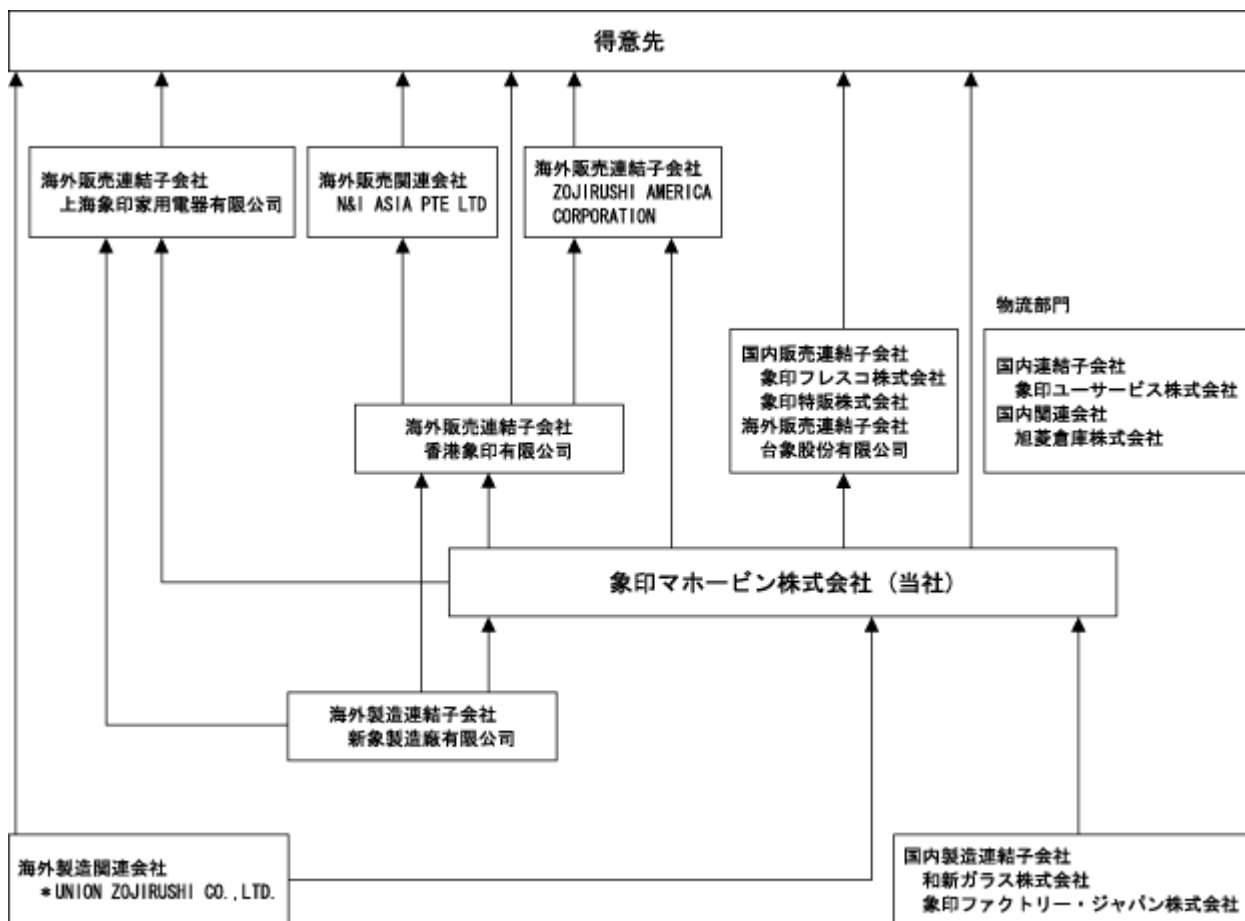 得意先
海外販売連結子会社
上海象印家用電器有限公司
海外販売関連会社
N&I ASIA PTE LTD
海外販売連結子会社
ZOJIRUSHI AMERICA
CORPORATION
物流部門
国内販売連結子会社
象印フレスコ株式会社
象印特販株式会社
海外販売連結子会社
台象股份有限公司
国内連結子会社
象印ユーサービス株式会社
国内関連会社
旭菱倉庫株式会社
海外販売連結子会社
香港象印有限公司
象印マホービン株式会社（当社）
海外製造連結子会社
新象製造廠有限公司
海外製造関連会社
＊UNION ZOJIRUSHI CO.,LTD.
国内製造連結子会社
和新ガラス株式会社
象印ファクトリー・ジャパン株式会社